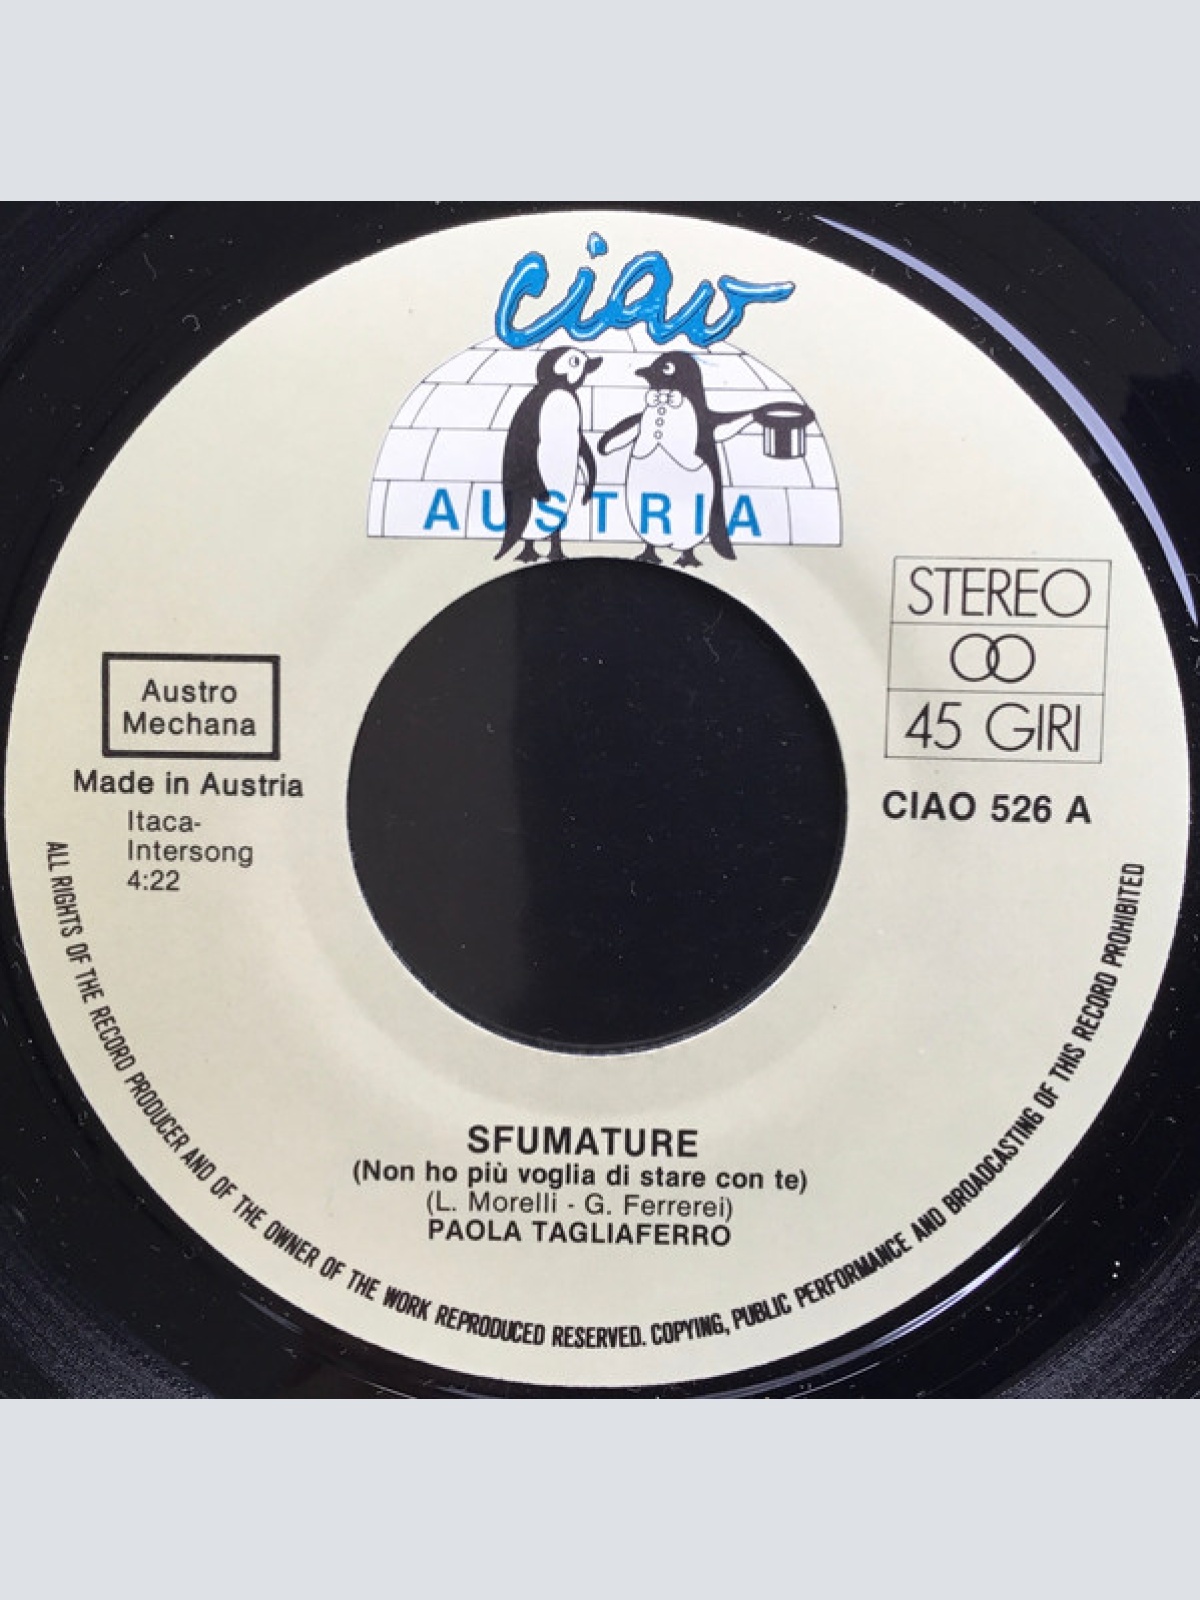 ciao
AUSTRIA
STEREO
45 GIRI
CIAO 526 A
Austro
Mechana
Made in Austria
Itaca-
Intersong
4:22
SFUMATURE
(Non ho più voglia di stare con te)
(L. Morelli - G. Ferrerei)
PAOLA TAGLIAFERRO
ALL RIGHTS OF THE RECORD PRODUCER AND OF THE OWNER OF THE WORK REPRODUCED RESERVED. COPYING, PUBLIC PERFORMANCE AND BROADCASTING OF THIS RECORD PROHIBITED